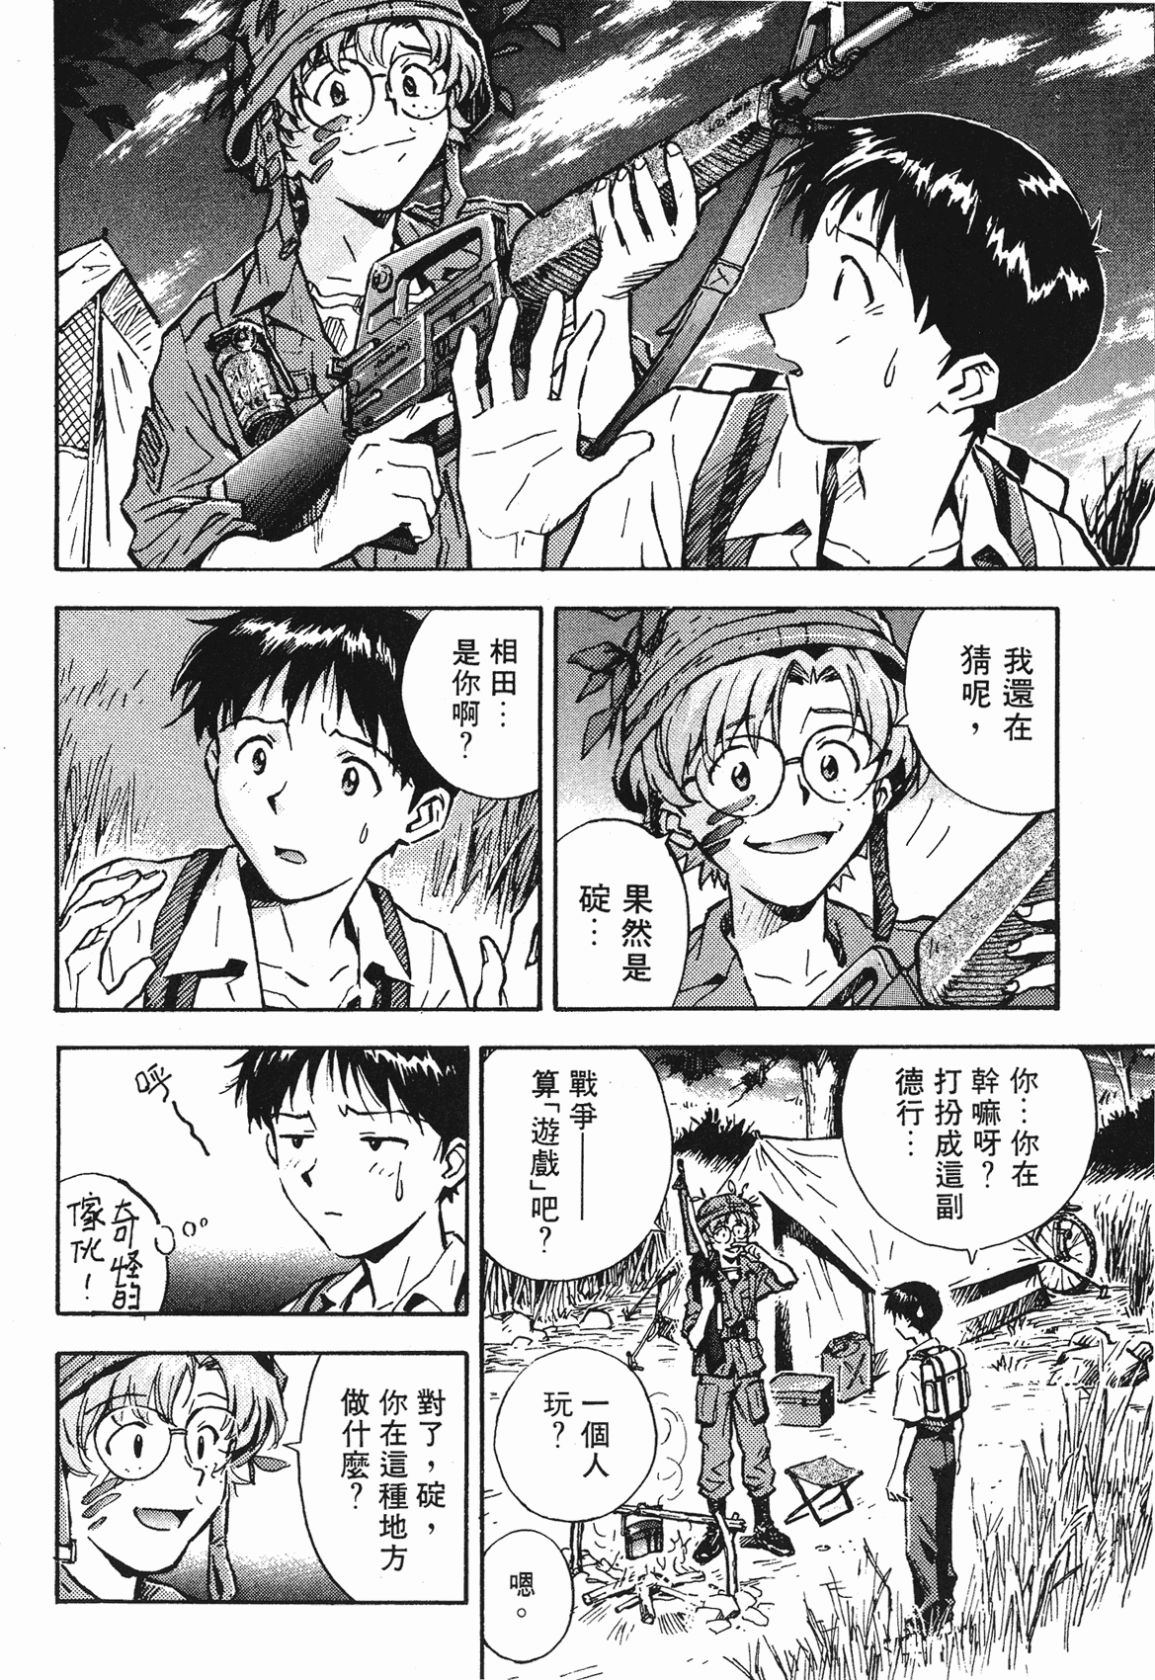 我還在
猜呢，
果然是
碇…
相田…
是你啊？
你…你在
幹嘛呀？
打扮成這副
德行…
戰爭——
算「遊戲」吧？
一個人
玩？
嗯。
呼—
奇怪的
傢伙！
對了，碇，
你在這種地方
做什麼？